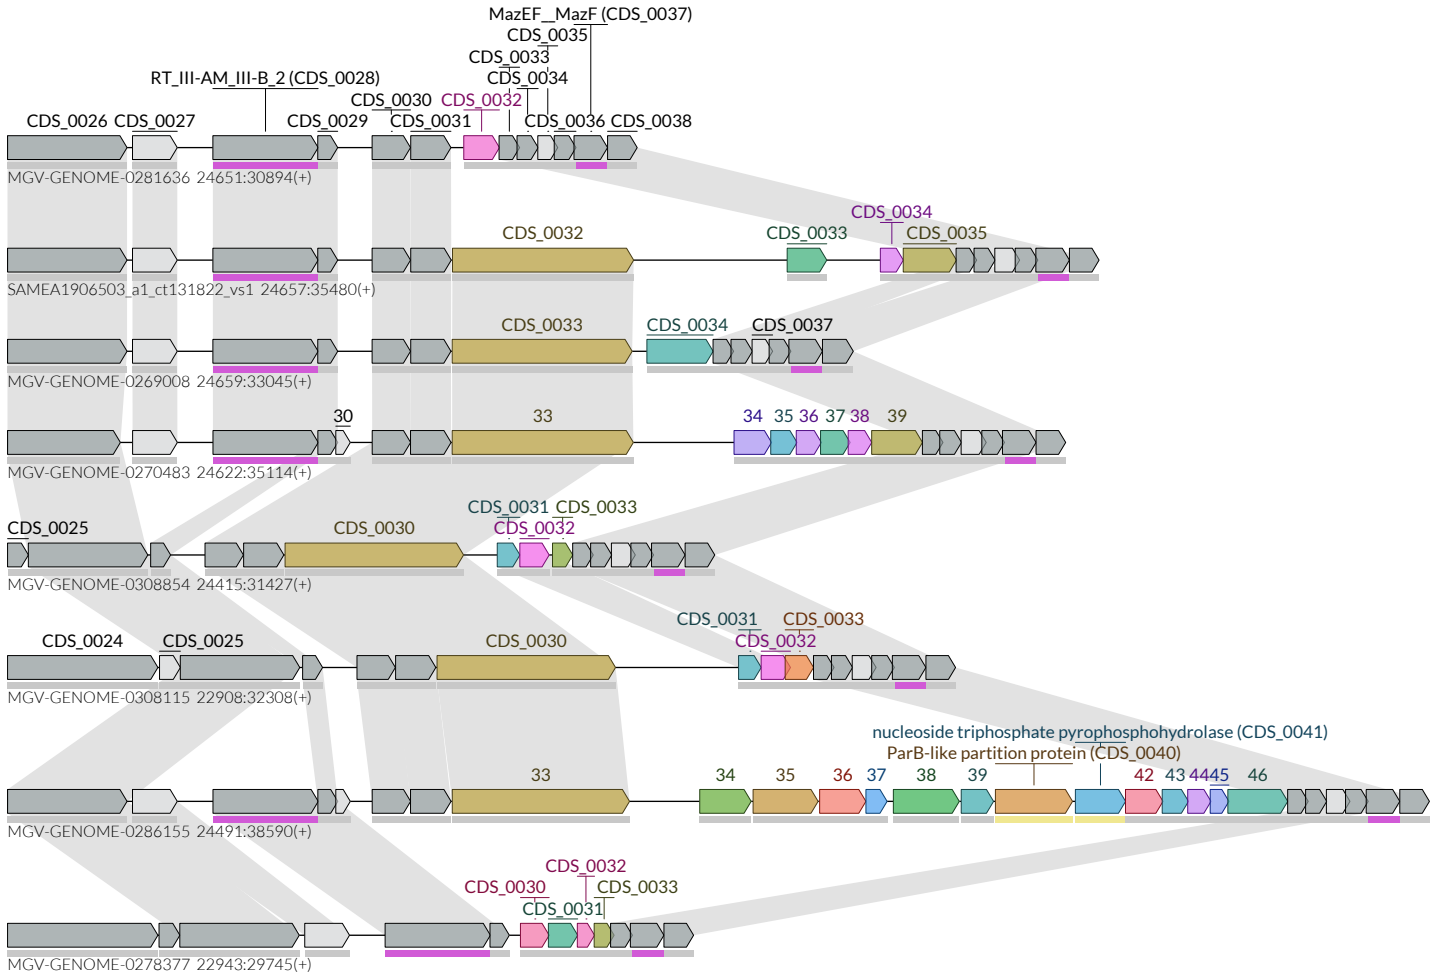 MazEF__MazF (CDS_0037)
CDS_0035
CDS_0033
RT_III-AM_III-B_2 (CDS_0028) CDS_0034
CDS_0030 CDS_0032
CDS_0026 CDS_0027 CDS_0029 CDS_0031 CDS_0036 CDS_0038
MGV-GENOME-0281636 24651:30894(+)
CDS_0034
CDS_0032 CDS_0033 CDS_0035
SAMEA1906503_a1_ct131822_vs1 24657:35480(+)
CDS_0033 CDS_0034 CDS_0037
MGV-GENOME-0269008 24659:33045(+)
30 33 34 35 36 37 38 39
MGV-GENOME-0270483 24622:35114(+)
CDS_0031 CDS_0033
CDS_0025 CDS_0030 CDS_0032
MGV-GENOME-0308854 24415:31427(+)
CDS_0031 CDS_0033
CDS_0024 CDS_0025 CDS_0030 CDS_0032
MGV-GENOME-0308115 22908:32308(+)
nucleoside triphosphate pyrophosphohydrolase (CDS_0041)
ParB-like partition protein (CDS_0040)
33 34 35 36 37 38 39 42 43 44 45 46
MGV-GENOME-0286155 24491:38590(+)
CDS_0032
CDS_0030 CDS_0033
CDS_0031
MGV-GENOME-0278377 22943:29745(+)